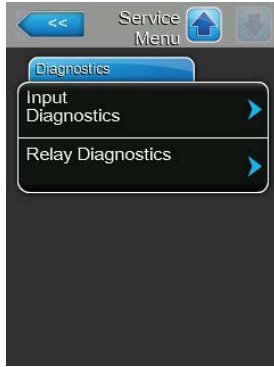 <<
Service
Menu
Diagnostics
Input
Diagnostics
Relay Diagnostics